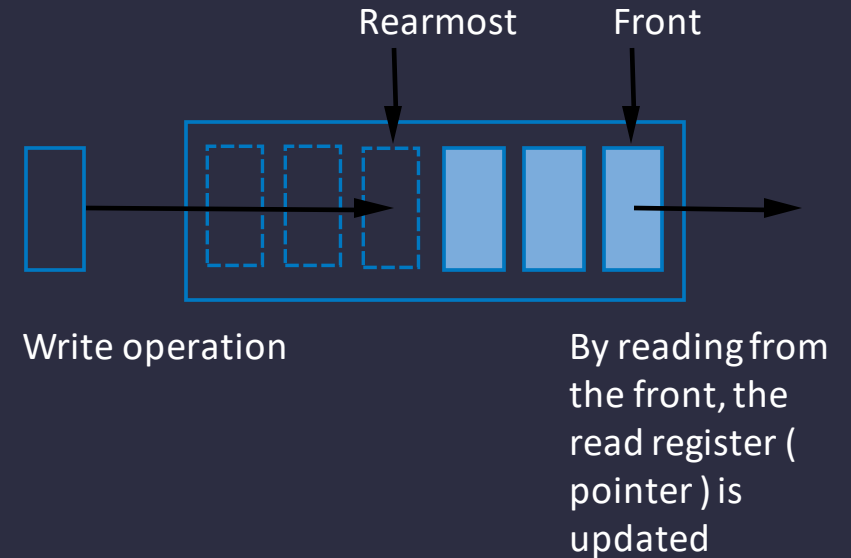 Rearmost
Front
Write operation
By reading from
the front, the
read register (
pointer ) is
updated